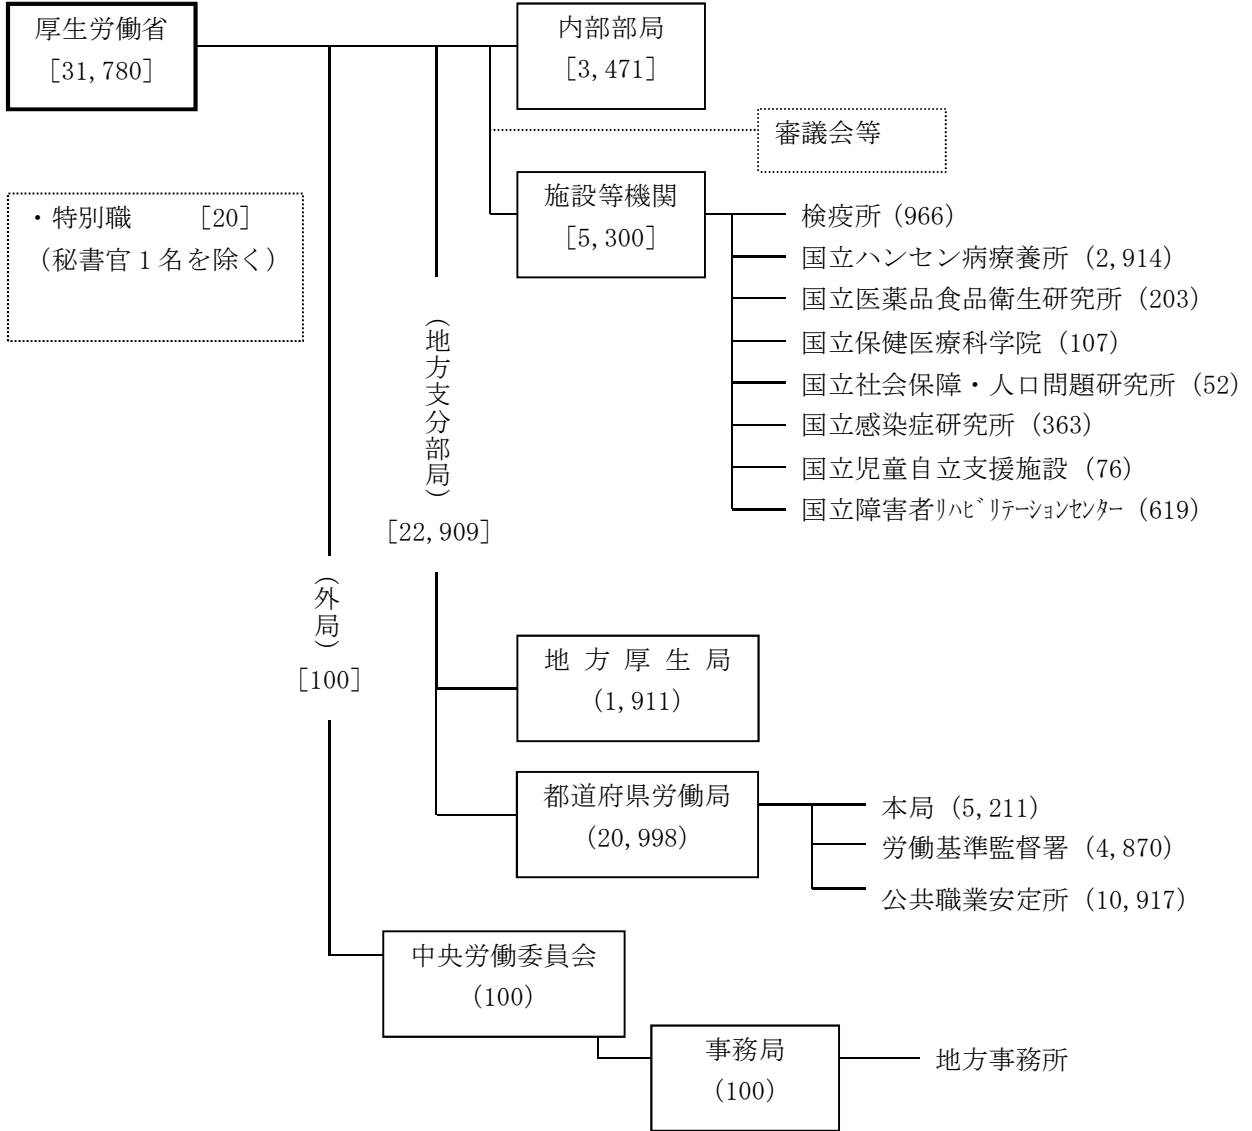 厚生労働省
［31,780］
内部部局
［3,471］
審議会等
・特別職　　［20］
（秘書官１名を除く）
施設等機関
［5,300］
検疫所（966）
国立ハンセン病療養所（2,914）
国立医薬品食品衛生研究所（203）
国立保健医療科学院（107）
国立社会保障・人口問題研究所（52）
国立感染症研究所（363）
国立児童自立支援施設（76）
国立障害者ﾘﾊﾋﾞﾘﾃｰｼｮﾝｾﾝﾀｰ（619）
（地方支分部局）
［22,909］
（外局）
［100］
地 方 厚 生 局
（1,911）
都道府県労働局
（20,998）
本局（5,211）
労働基準監督署（4,870）
公共職業安定所（10,917）
中央労働委員会
（100）
事務局
（100）
地方事務所